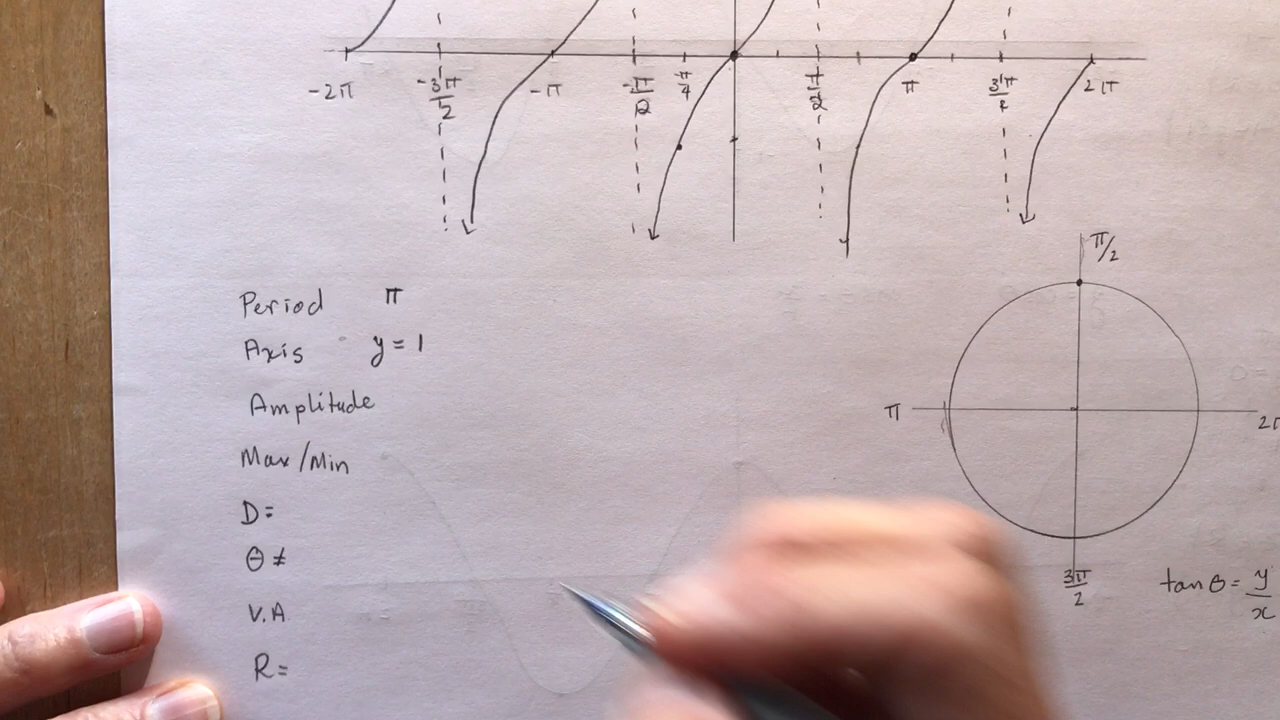 -2π -3π/2 -π -π/2 -π/4 π/2 π 3π/2 2π
π/2
Period π
Axis y = 1
Amplitude
π
Max/Min
D=
θ ≠
3π/2 tan θ = y/x
V.A
R=